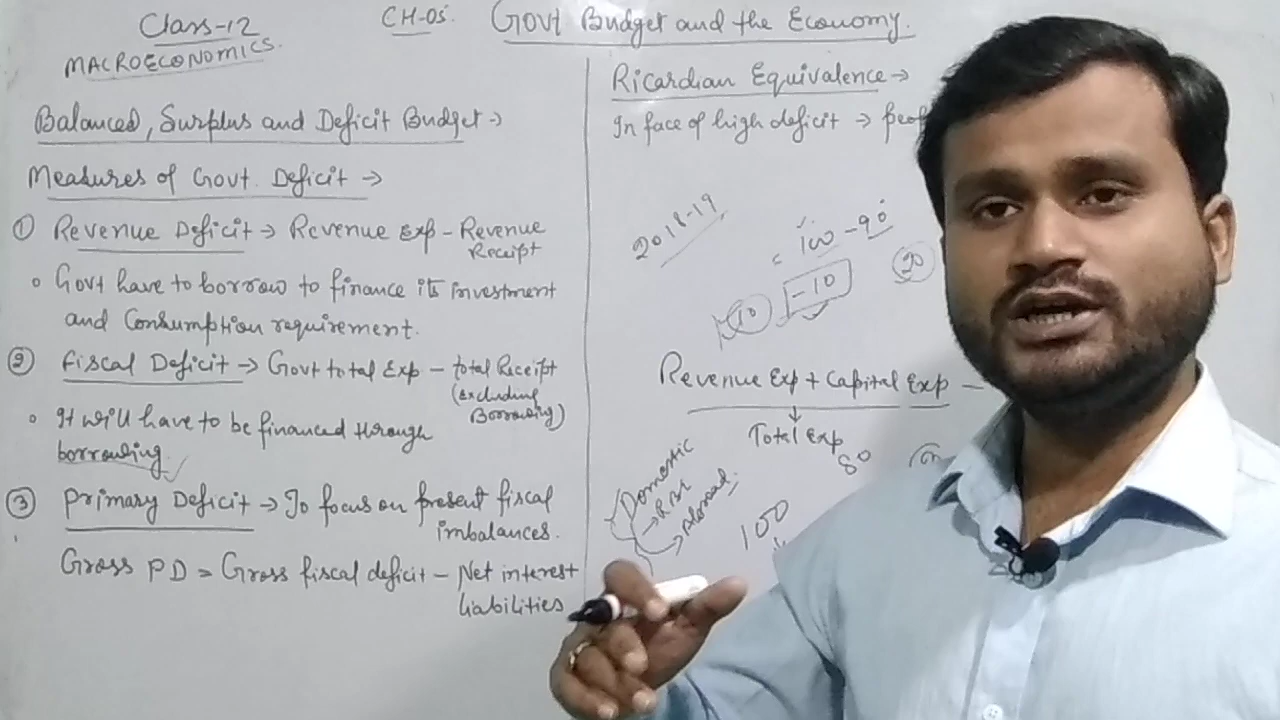 Class-12
MACROECONOMICS.
CH-05.
Govt Budget and the Economy.
Balanced, Surplus and Deficit Budget →
Measures of Govt. Deficit →
① Revenue Deficit → Revenue Exp - Revenue
Receipt
Govt have to borrow to finance its investment
and Consumption requirement.
② Fiscal Deficit → Govt total Exp - total Receipt
(excluding
Borrowing)
It will have to be financed through
borrowing.
③ Primary Deficit → To focus on present fiscal
imbalances.
Gross PD = Gross fiscal deficit - Net interest
liabilities
Ricardian Equivalence →
In face of high deficit →
2018-19
100 - 90
- 10
10
20
Revenue Exp + Capital Exp -
Total Exp
80
Domestic
→ RBI
→ Abroad
100